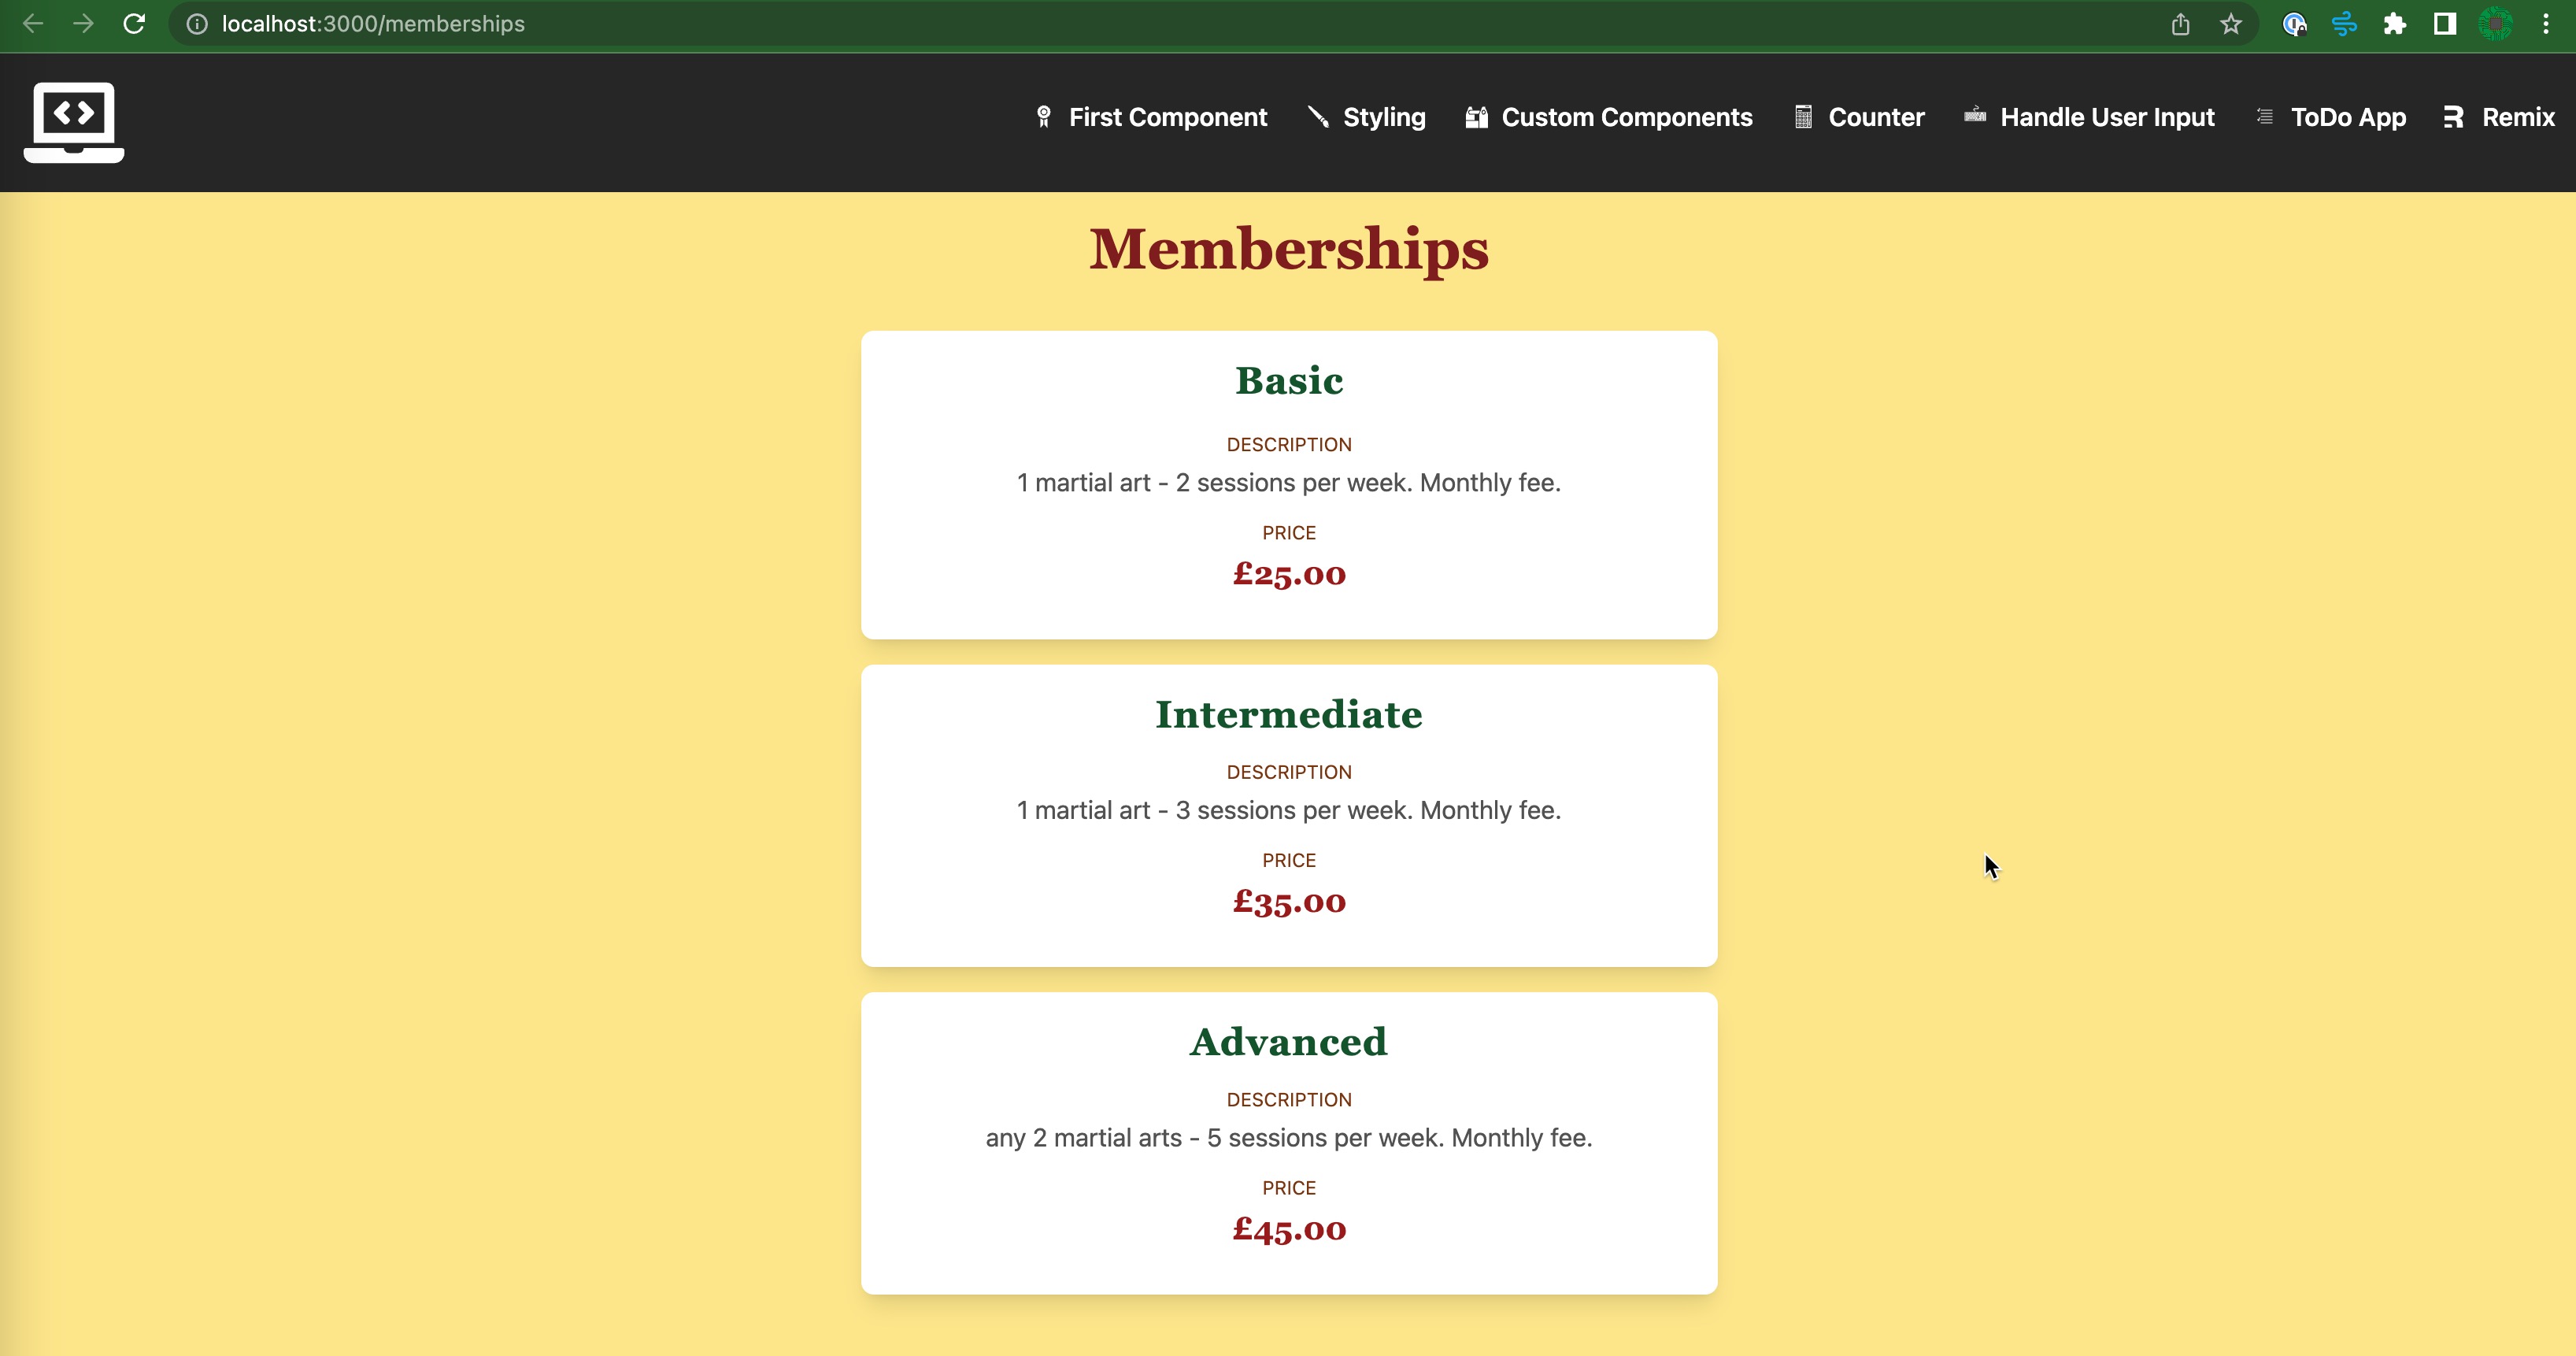 localhost:3000/memberships
First Component Styling Custom Components Counter Handle User Input ToDo App Remix
Memberships
Basic
DESCRIPTION
1 martial art - 2 sessions per week. Monthly fee.
PRICE
£25.00
Intermediate
DESCRIPTION
1 martial art - 3 sessions per week. Monthly fee.
PRICE
£35.00
Advanced
DESCRIPTION
any 2 martial arts - 5 sessions per week. Monthly fee.
PRICE
£45.00